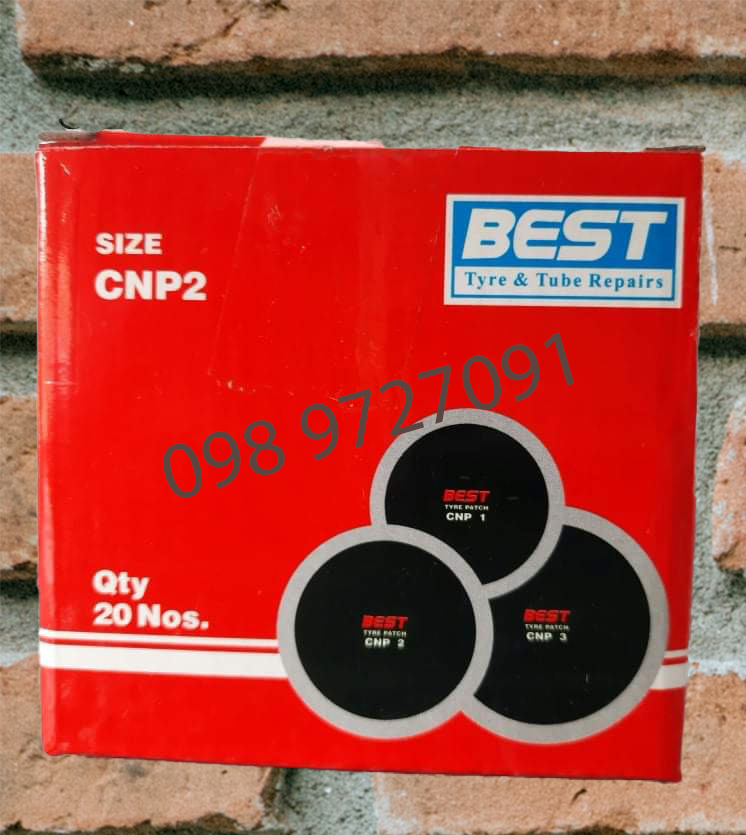 SIZE
CNP2
BEST
Tyre & Tube Repairs
098 9727091
BEST
TYRE PATCH
CNP 1
Qty
20 Nos.
BEST
TYRE PATCH
CNP 2
BEST
TYRE PATCH
CNP 3